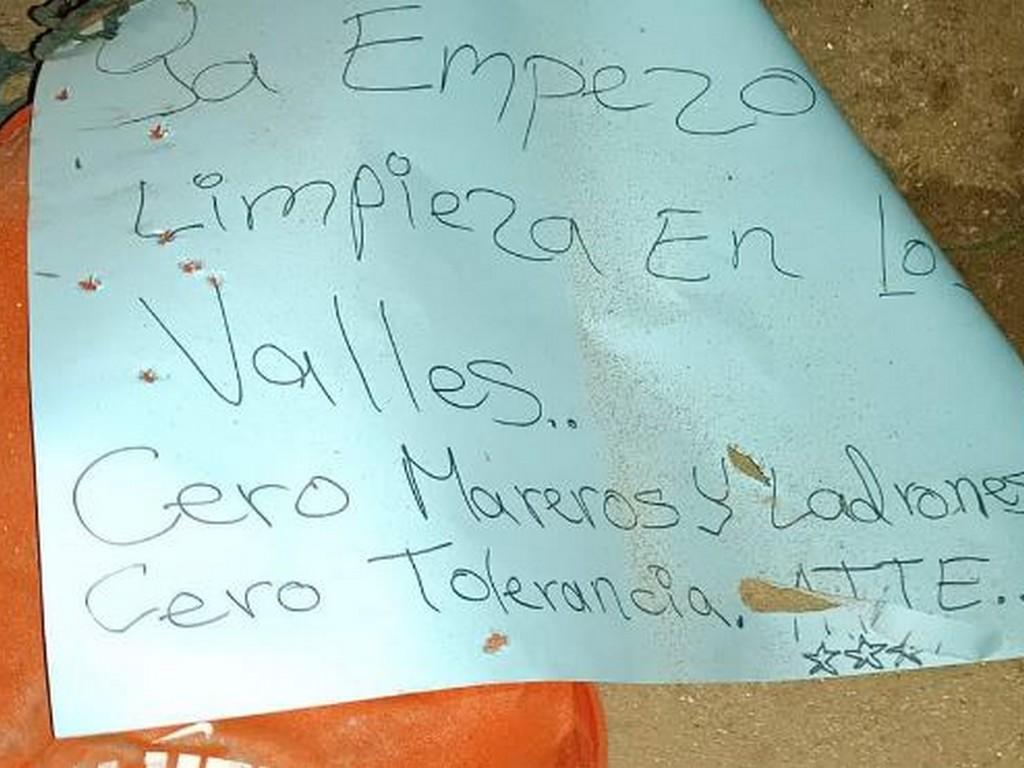 Ya Empezo
Limpieza En lo
Valles..
Cero Mareros y Ladrones
Cero Tolerancia. ATTE..